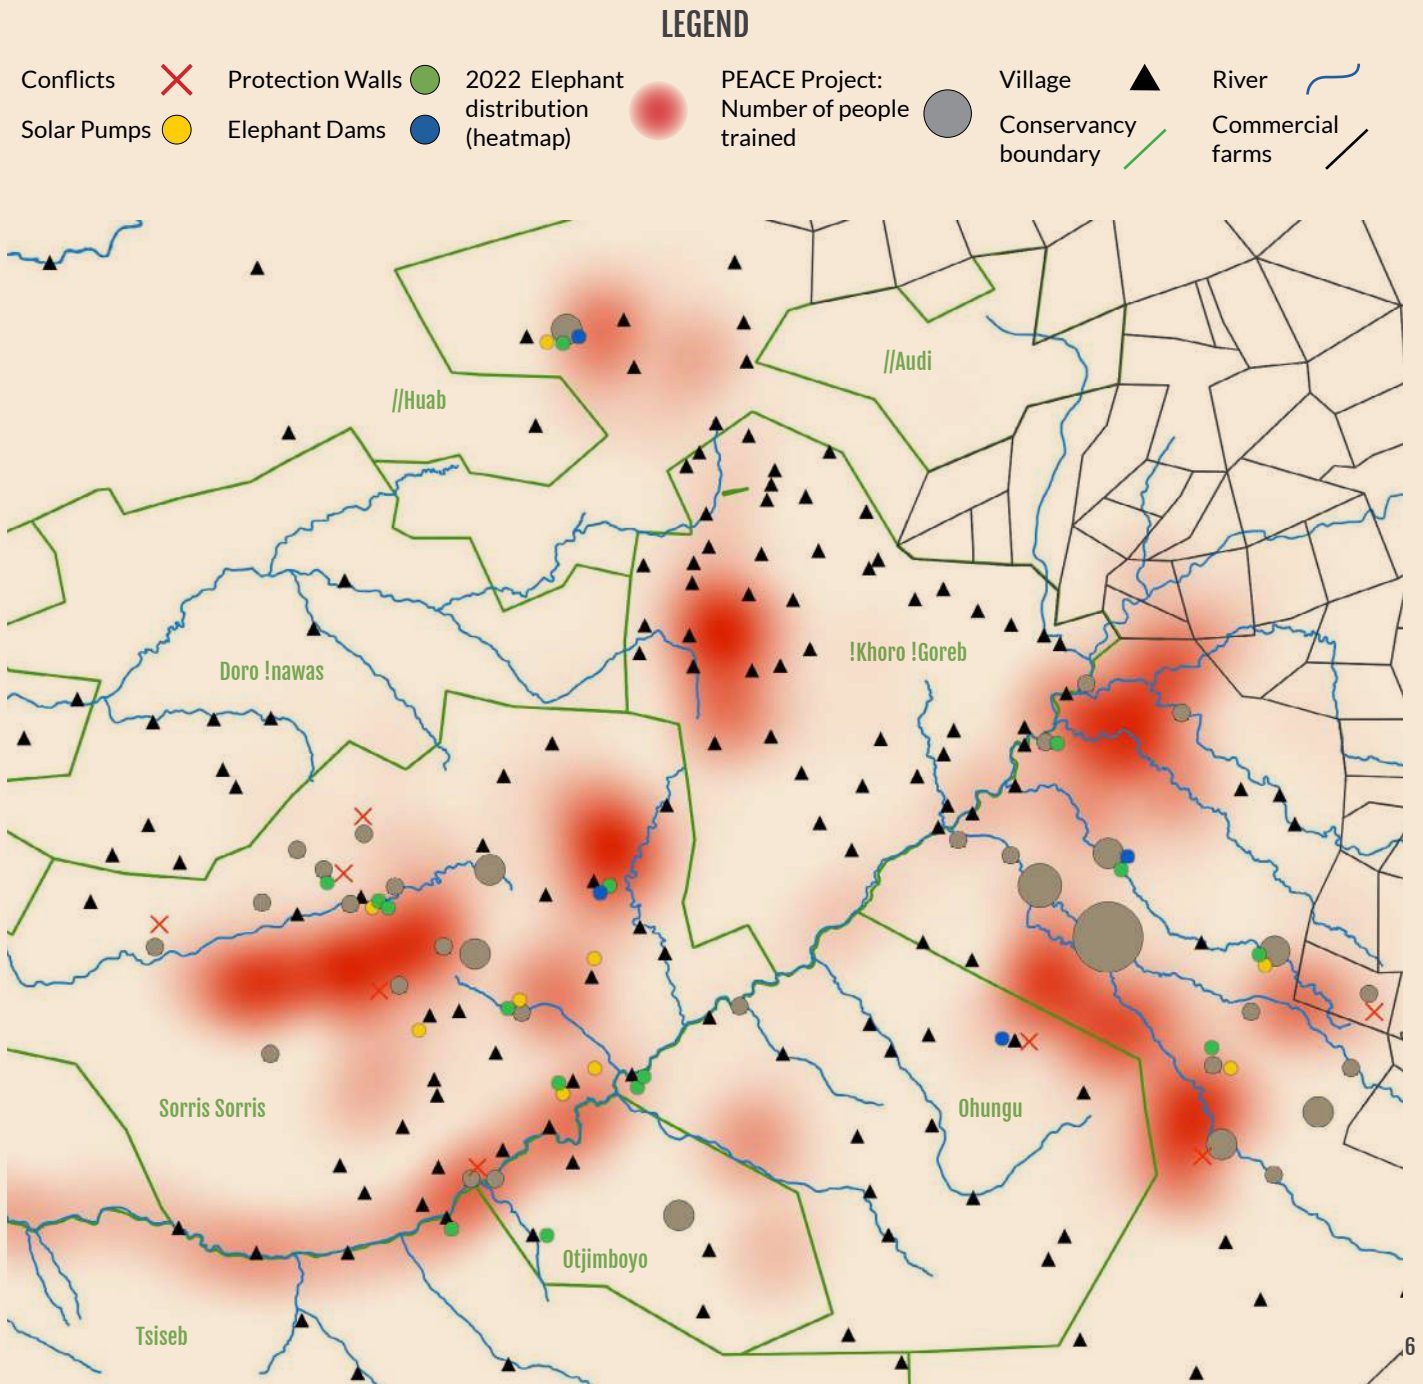 LEGEND
Conflicts
Solar Pumps
Protection Walls
Elephant Dams
2022 Elephant
distribution
(heatmap)
PEACE Project:
Number of people
trained
Village
Conservancy
boundary
River
Commercial
farms
//Audi
//Huab
Doro !nawas
!Khoro !Goreb
Sorris Sorris
Ohungu
Otjimboyo
Tsiseb
6